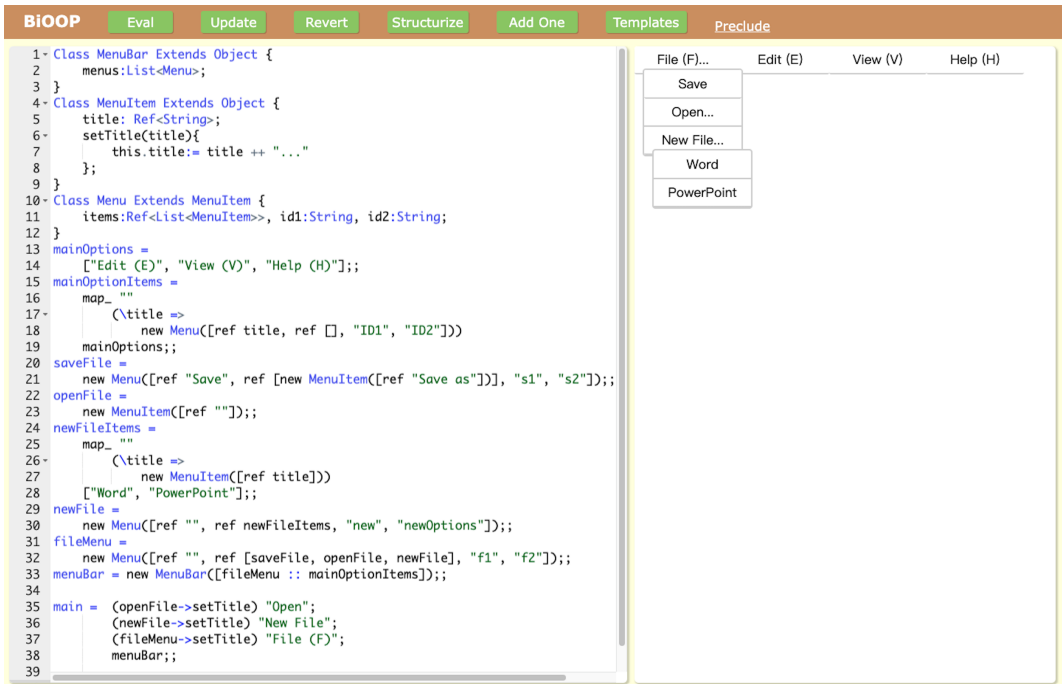 BiOOP Eval Update Revert Structurize Add One Templates Preclude
1 Class MenuBar Extends Object {
2 menus:List<Menu>;
3 }
4 Class MenuItem Extends Object {
5 title: Ref<String>;
6 setTitle(title){
7 this.title:= title ++ "..."
8 };
9 }
10 Class Menu Extends MenuItem {
11 items:Ref<List<MenuItem>>, id1:String, id2:String;
12 }
13 mainOptions =
14 ["Edit (E)", "View (V)", "Help (H)"];;
15 mainOptionItems =
16 map_ ""
17 (\title =>
18 new Menu([ref title, ref [], "ID1", "ID2"]))
19 mainOptions;;
20 saveFile =
21 new Menu([ref "Save", ref [new MenuItem([ref "Save as"])], "s1", "s2"]);;
22 openFile =
23 new MenuItem([ref ""]);;
24 newFileItems =
25 map_ ""
26 (\title =>
27 new MenuItem([ref title]))
28 ["Word", "PowerPoint"];;
29 newFile =
30 new Menu([ref "", ref newFileItems, "new", "newOptions"]);;
31 fileMenu =
32 new Menu([ref "", ref [saveFile, openFile, newFile], "f1", "f2"]);;
33 menuBar = new MenuBar([fileMenu :: mainOptionItems]);;
34
35 main = (openFile->setTitle) "Open";
36 (newFile->setTitle) "New File";
37 (fileMenu->setTitle) "File (F)";
38 menuBar;;
39
File (F)... Edit (E) View (V) Help (H)
Save
Open...
New File...
Word
PowerPoint